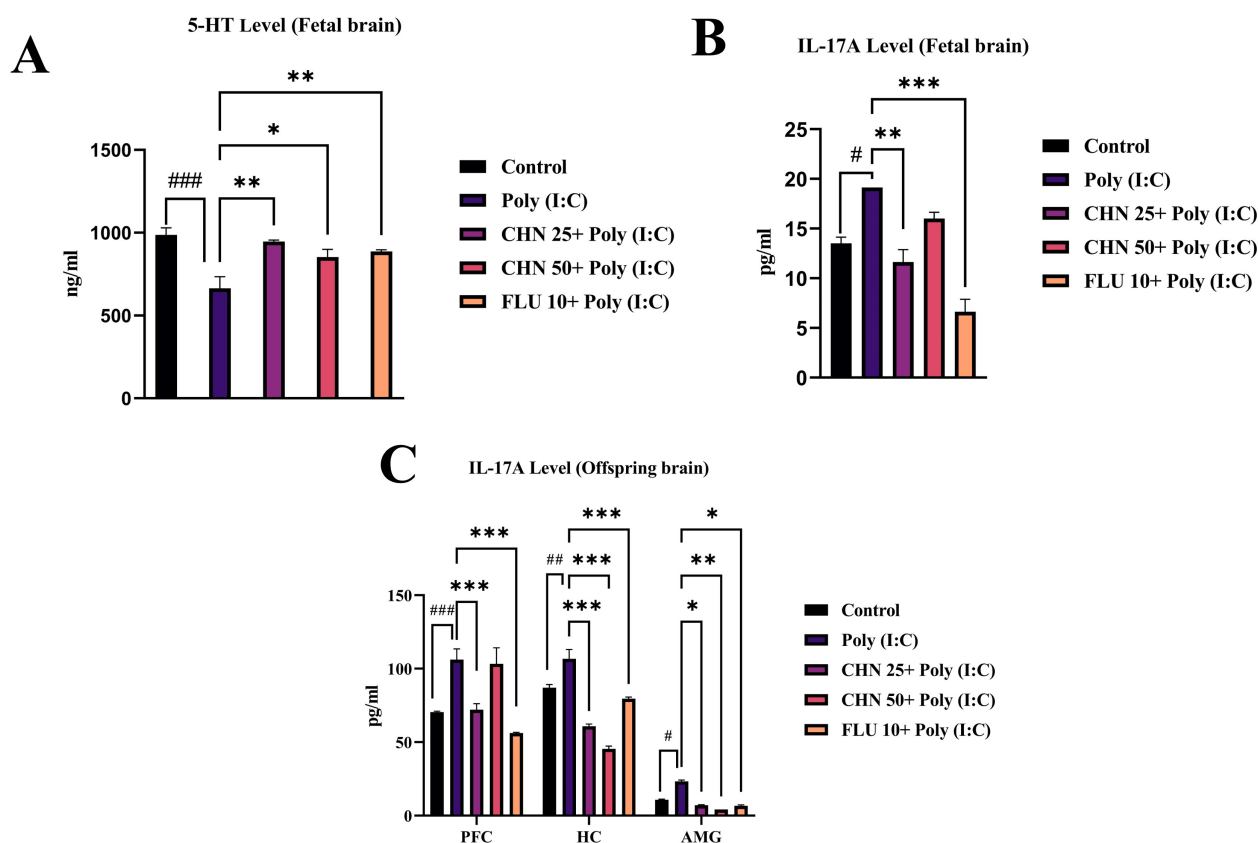 A
5-HT Level (Fetal brain)
**
*
###
**
1500
1000
500
0
ng/ml
Control
Poly (I:C)
CHN 25+ Poly (I:C)
CHN 50+ Poly (I:C)
FLU 10+ Poly (I:C)
B
IL-17A Level (Fetal brain)
***
**
#
25
20
15
10
5
0
pg/ml
Control
Poly (I:C)
CHN 25+ Poly (I:C)
CHN 50+ Poly (I:C)
FLU 10+ Poly (I:C)
C
IL-17A Level (Offspring brain)
***
***
###
***
##
***
***
*
**
*
#
150
100
50
0
pg/ml
PFC
HC
AMG
Control
Poly (I:C)
CHN 25+ Poly (I:C)
CHN 50+ Poly (I:C)
FLU 10+ Poly (I:C)